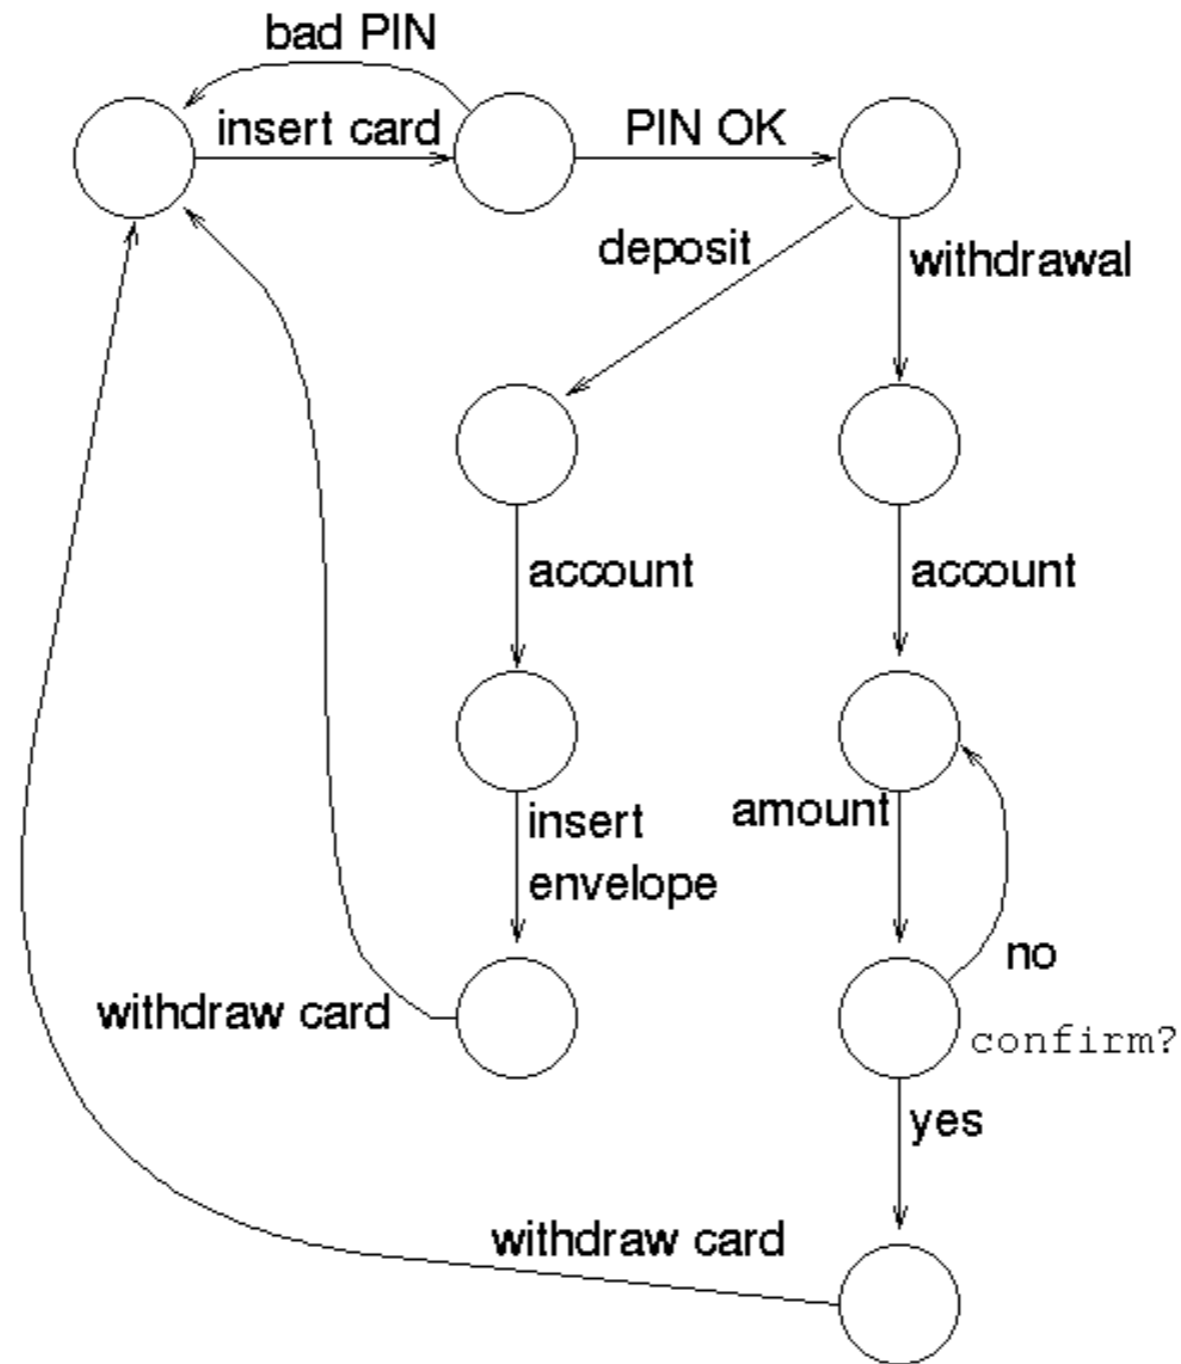 bad PIN
insert card
PIN OK
deposit
withdrawal
account
account
insert
envelope
amount
no
confirm?
withdraw card
yes
withdraw card